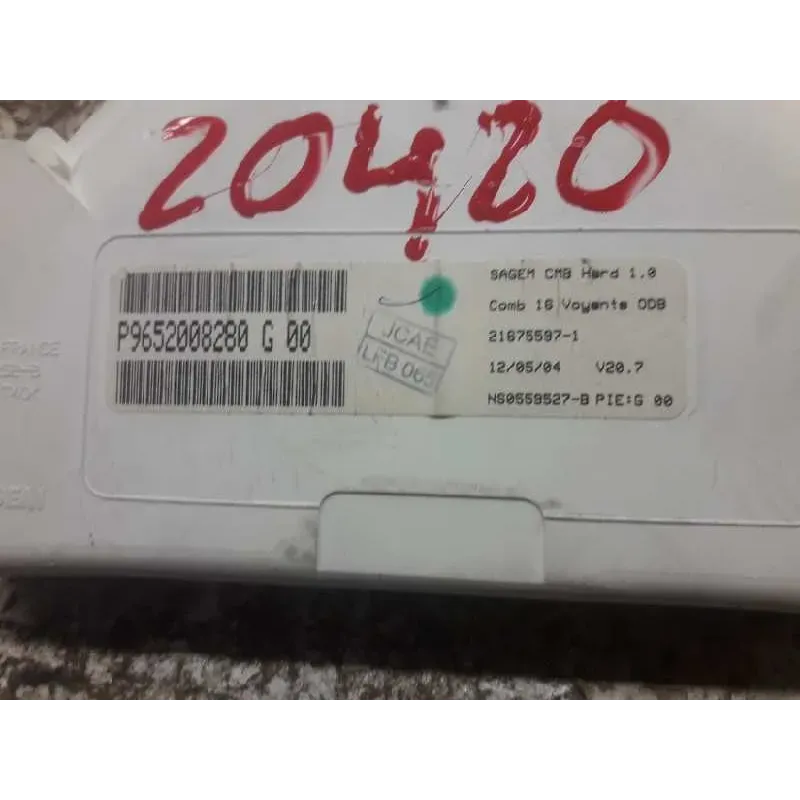 20420
SAGEM CMB Hard 1.0
Comb 16 Voyants ODB
P9652008280 G 00
JCAE
LFB 065
21675597-1
12/05/04 V20.7
NS0559527-B PIE:G 00
FRANCE